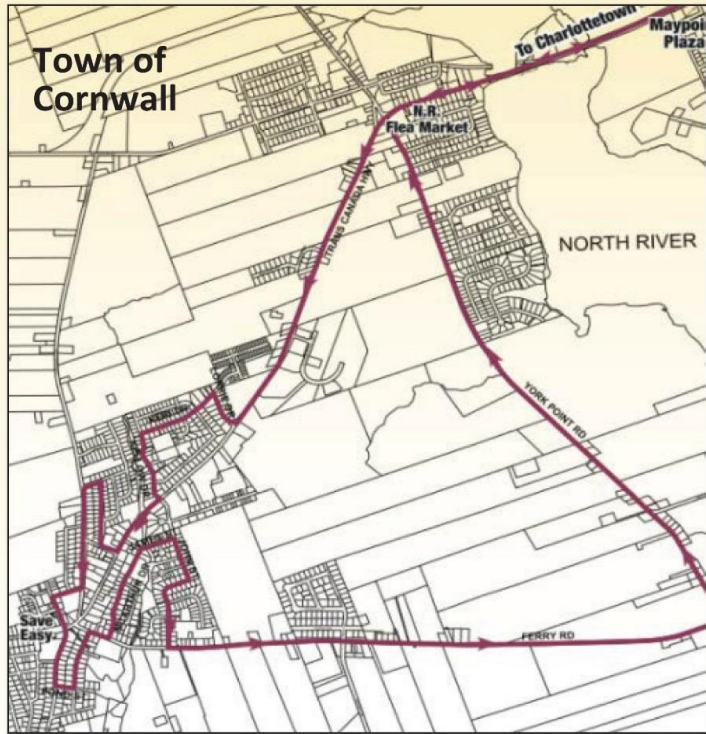 Town of
Cornwall
To Charlottetown
Maypoi
Plaza
N.R.
Flea Market
TRANS CANADA HWY
NORTH RIVER
YORK POINT RD
Save
Easy
FERRY RD